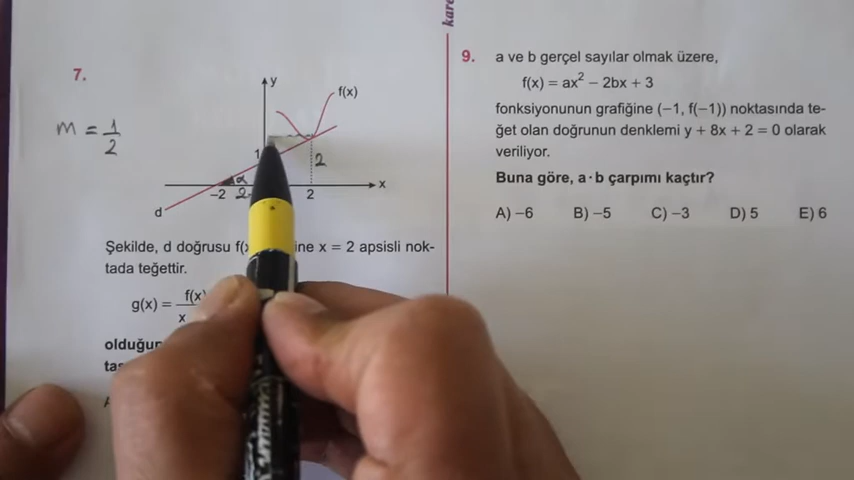 kare
7.
y
f(x)
m = 1/2
1
α
2
-2
2
2
x
d
Şekilde, d doğrusu f(x ine x = 2 apsisli nok-
tada teğettir.
g(x) = f(x)
x
olduğun
tas
9. a ve b gerçel sayılar olmak üzere,
f(x) = ax² – 2bx + 3
fonksiyonunun grafiğine (–1, f(–1)) noktasında te-
ğet olan doğrunun denklemi y + 8x + 2 = 0 olarak
veriliyor.
Buna göre, a·b çarpımı kaçtır?
A) –6 B) –5 C) –3 D) 5 E) 6